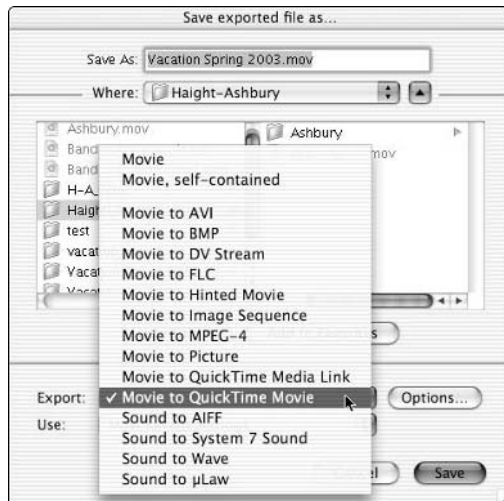 Save exported file as...
Save As: Vacation Spring 2003.mov
Where: Haight-Ashbury
Ashbury.mov
Band
Band
H-A_
Haight
test
vacat
Vacat
Ashbury
mov
Movie
Movie, self-contained
Movie to AVI
Movie to BMP
Movie to DV Stream
Movie to FLC
Movie to Hinted Movie
Movie to Image Sequence
Movie to MPEG-4
Movie to Picture
Movie to QuickTime Media Link
Export: ✓ Movie to QuickTime Movie Options...
Use: Sound to AIFF
Sound to System 7 Sound
Sound to Wave
Sound to µLaw
Save